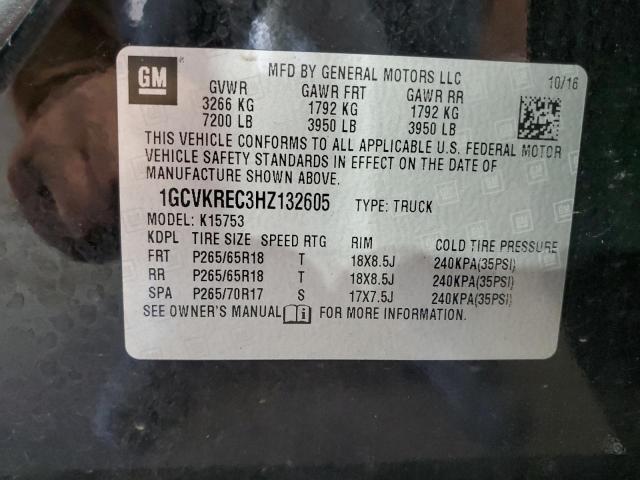 GM
MFD BY GENERAL MOTORS LLC 10/16
GVWR GAWR FRT GAWR RR
3266 KG 1792 KG 1792 KG
7200 LB 3950 LB 3950 LB
THIS VEHICLE CONFORMS TO ALL APPLICABLE U.S. FEDERAL MOTOR
VEHICLE SAFETY STANDARDS IN EFFECT ON THE DATE OF
MANUFACTURE SHOWN ABOVE.
1GCVKREC3HZ132605 TYPE: TRUCK
MODEL: K15753
KDPL TIRE SIZE SPEED RTG RIM COLD TIRE PRESSURE
FRT P265/65R18 T 18X8.5J 240KPA(35PSI)
RR P265/65R18 T 18X8.5J 240KPA(35PSI)
SPA P265/70R17 S 17X7.5J 240KPA(35PSI)
SEE OWNER'S MANUAL FOR MORE INFORMATION.